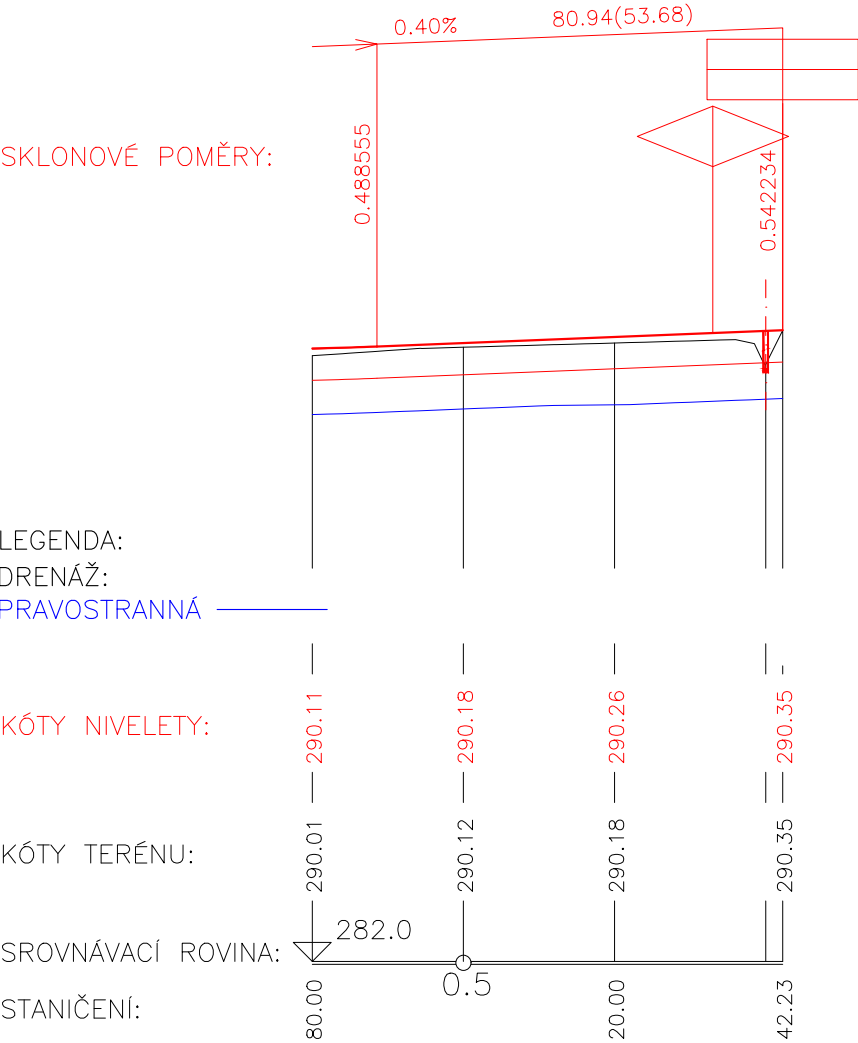 0.40% 80.94(53.68)
SKLONOVÉ POMĚRY:
0.488555
0.542234
LEGENDA:
DRENÁŽ:
PRAVOSTRANNÁ
KÓTY NIVELETY: 290.11 290.18 290.26 290.35
KÓTY TERÉNU: 290.01 290.12 290.18 290.35
SROVNÁVACÍ ROVINA: 282.0
0.5
STANIČENÍ: 80.00 20.00 42.23